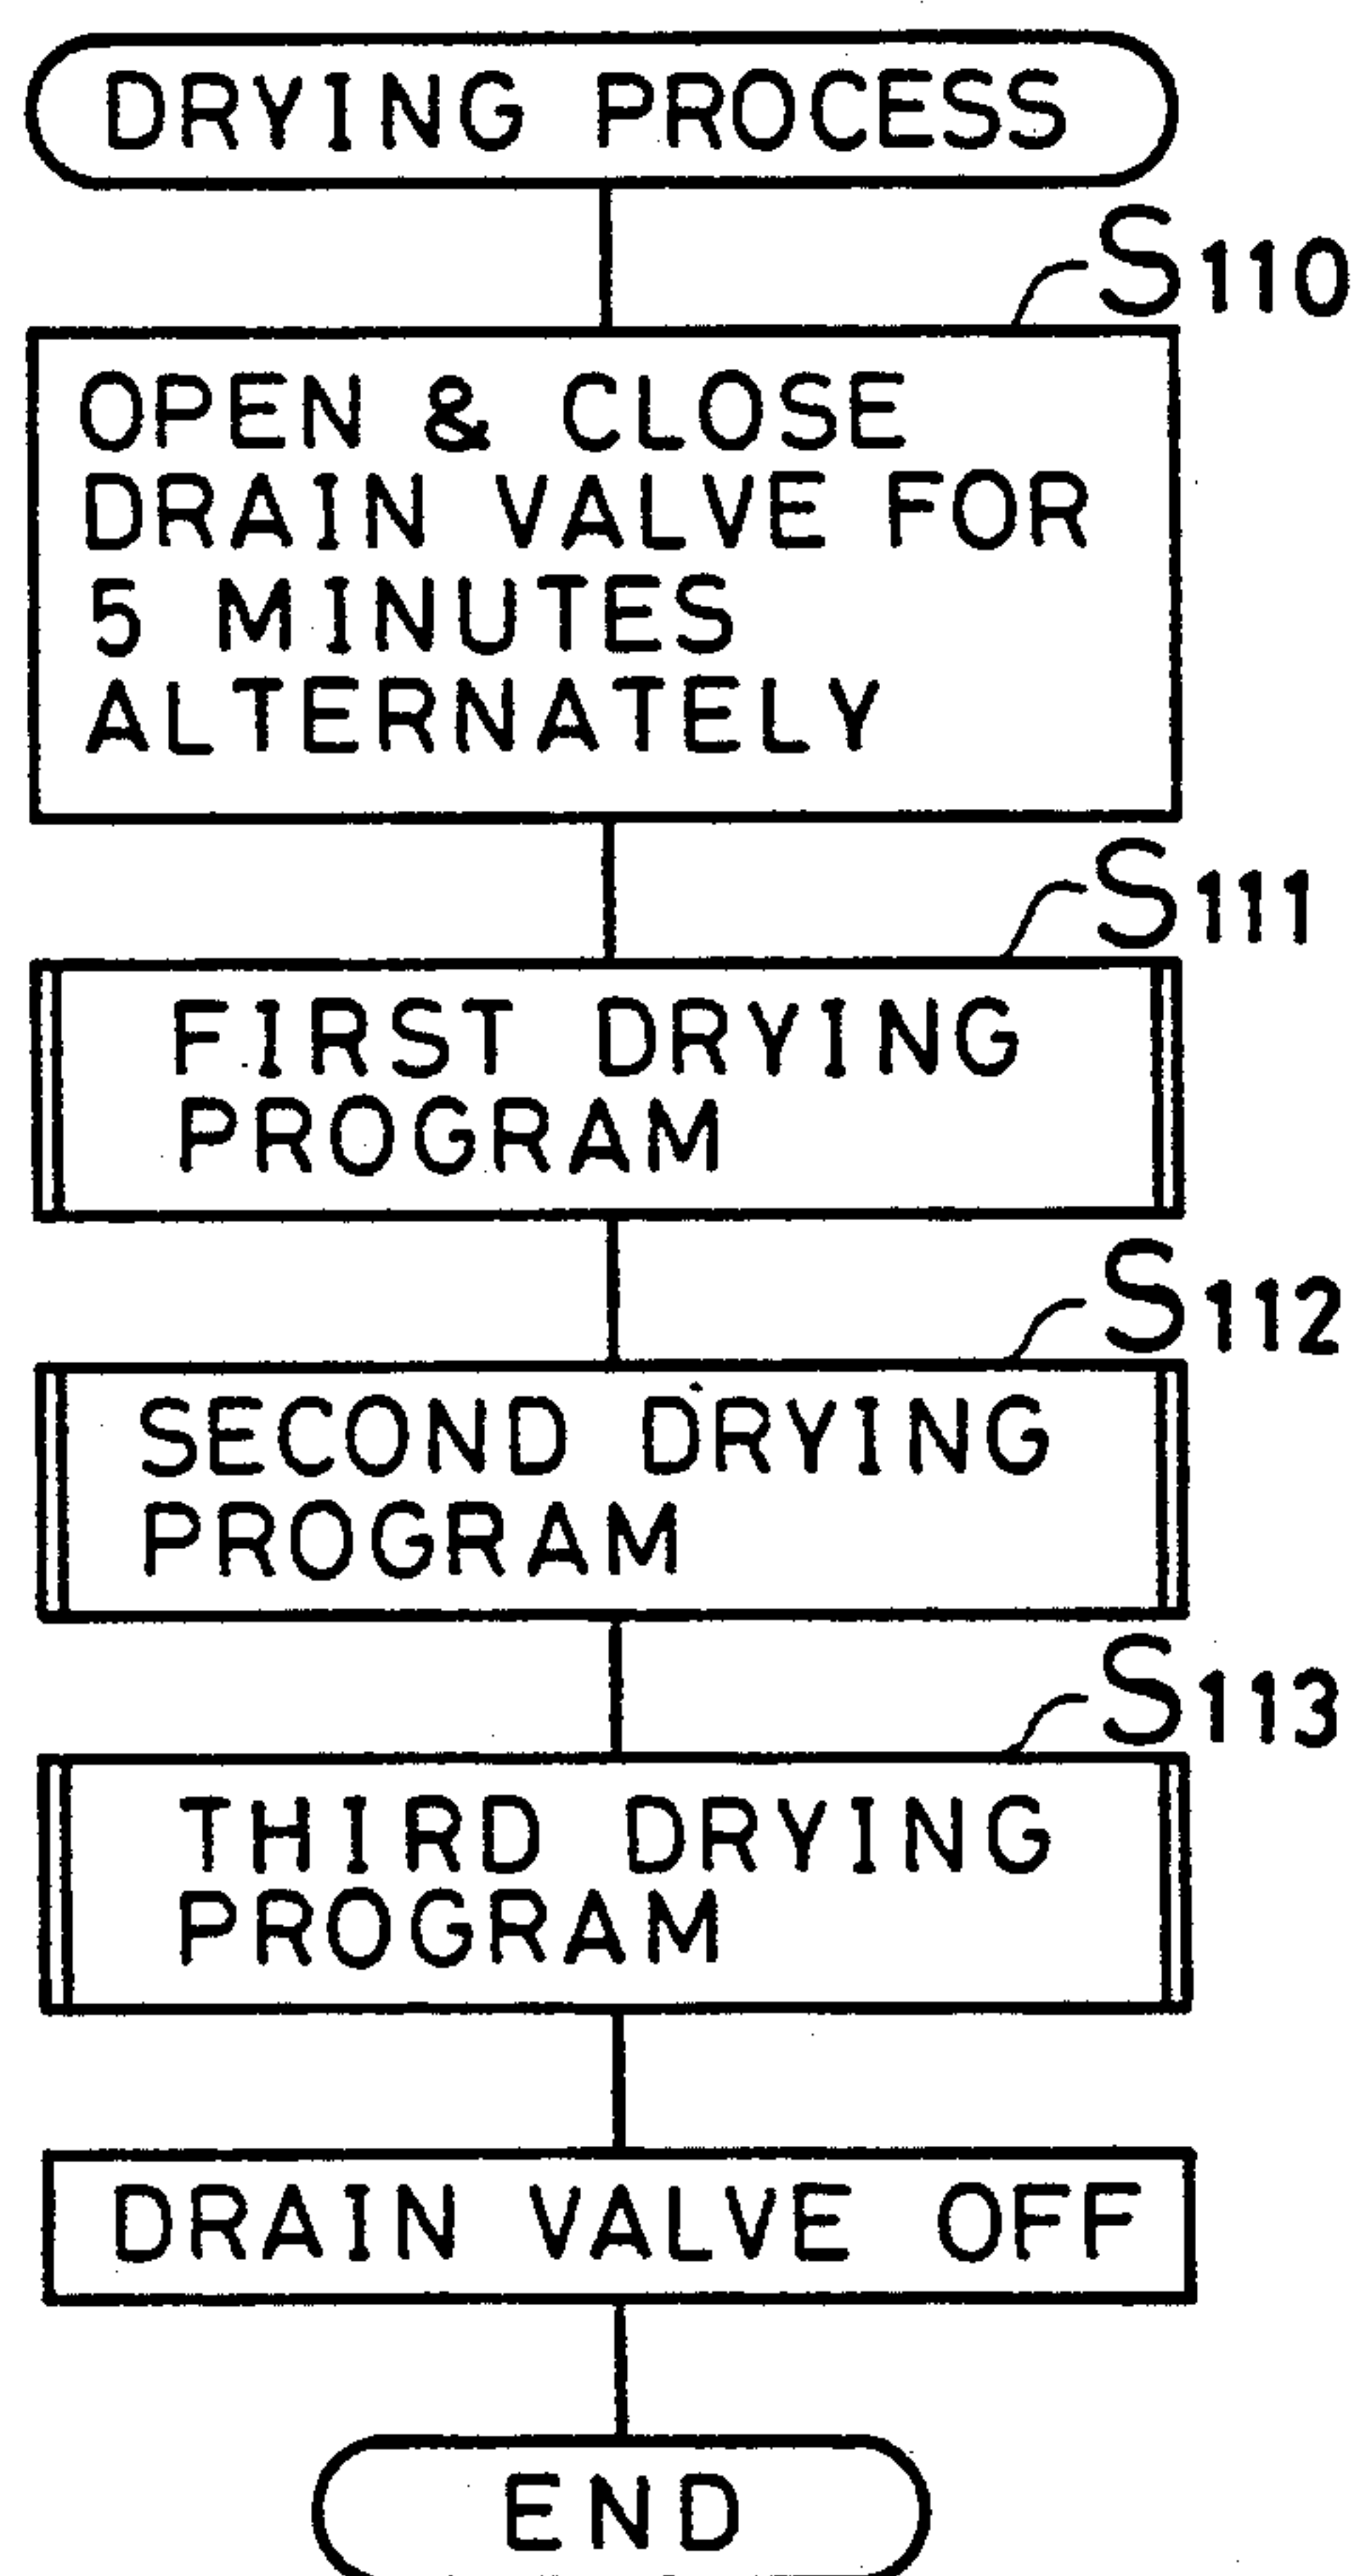 DRYING PROCESS
S110
OPEN & CLOSE
DRAIN VALVE FOR
5 MINUTES
ALTERNATELY
S111
FIRST DRYING
PROGRAM
S112
SECOND DRYING
PROGRAM
S113
THIRD DRYING
PROGRAM
DRAIN VALVE OFF
END